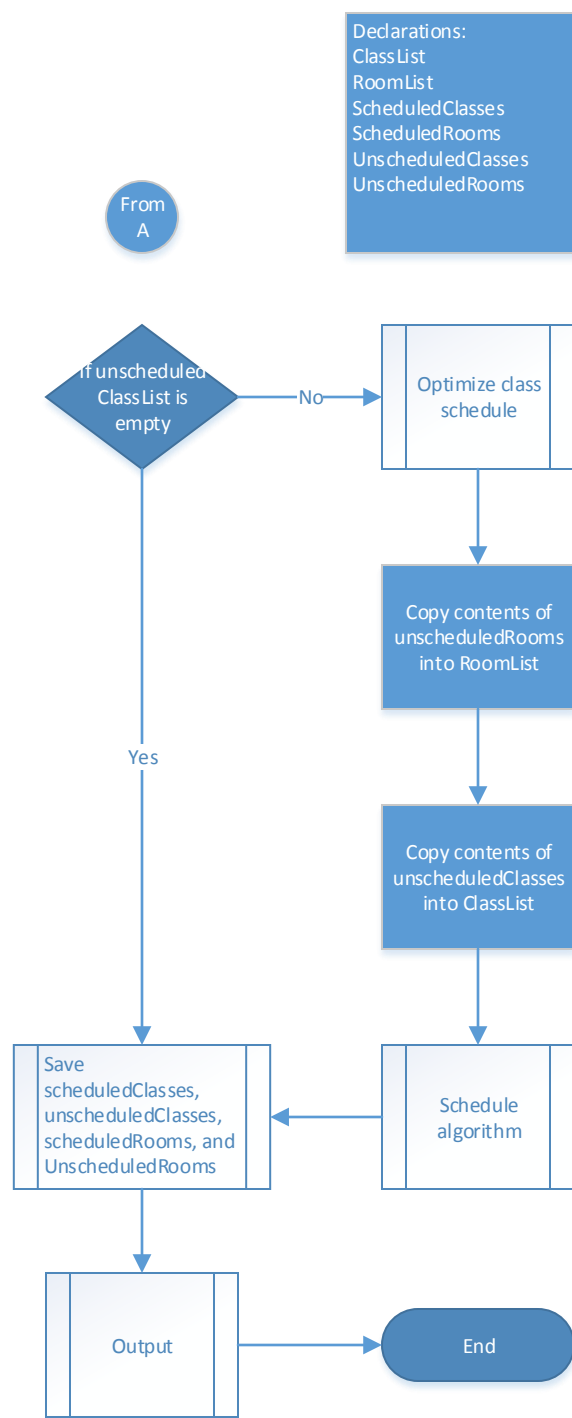 Declarations:
ClassList
RoomList
ScheduledClasses
ScheduledRooms
UnscheduledClasses
UnscheduledRooms
From
A
If unscheduled
ClassList is
empty
No
Optimize class
schedule
Copy contents of
unscheduledRooms
into RoomList
Yes
Copy contents of
unscheduledClasses
into ClassList
Save
scheduledClasses,
unscheduledClasses,
scheduledRooms, and
UnscheduledRooms
Schedule
algorithm
Output
End